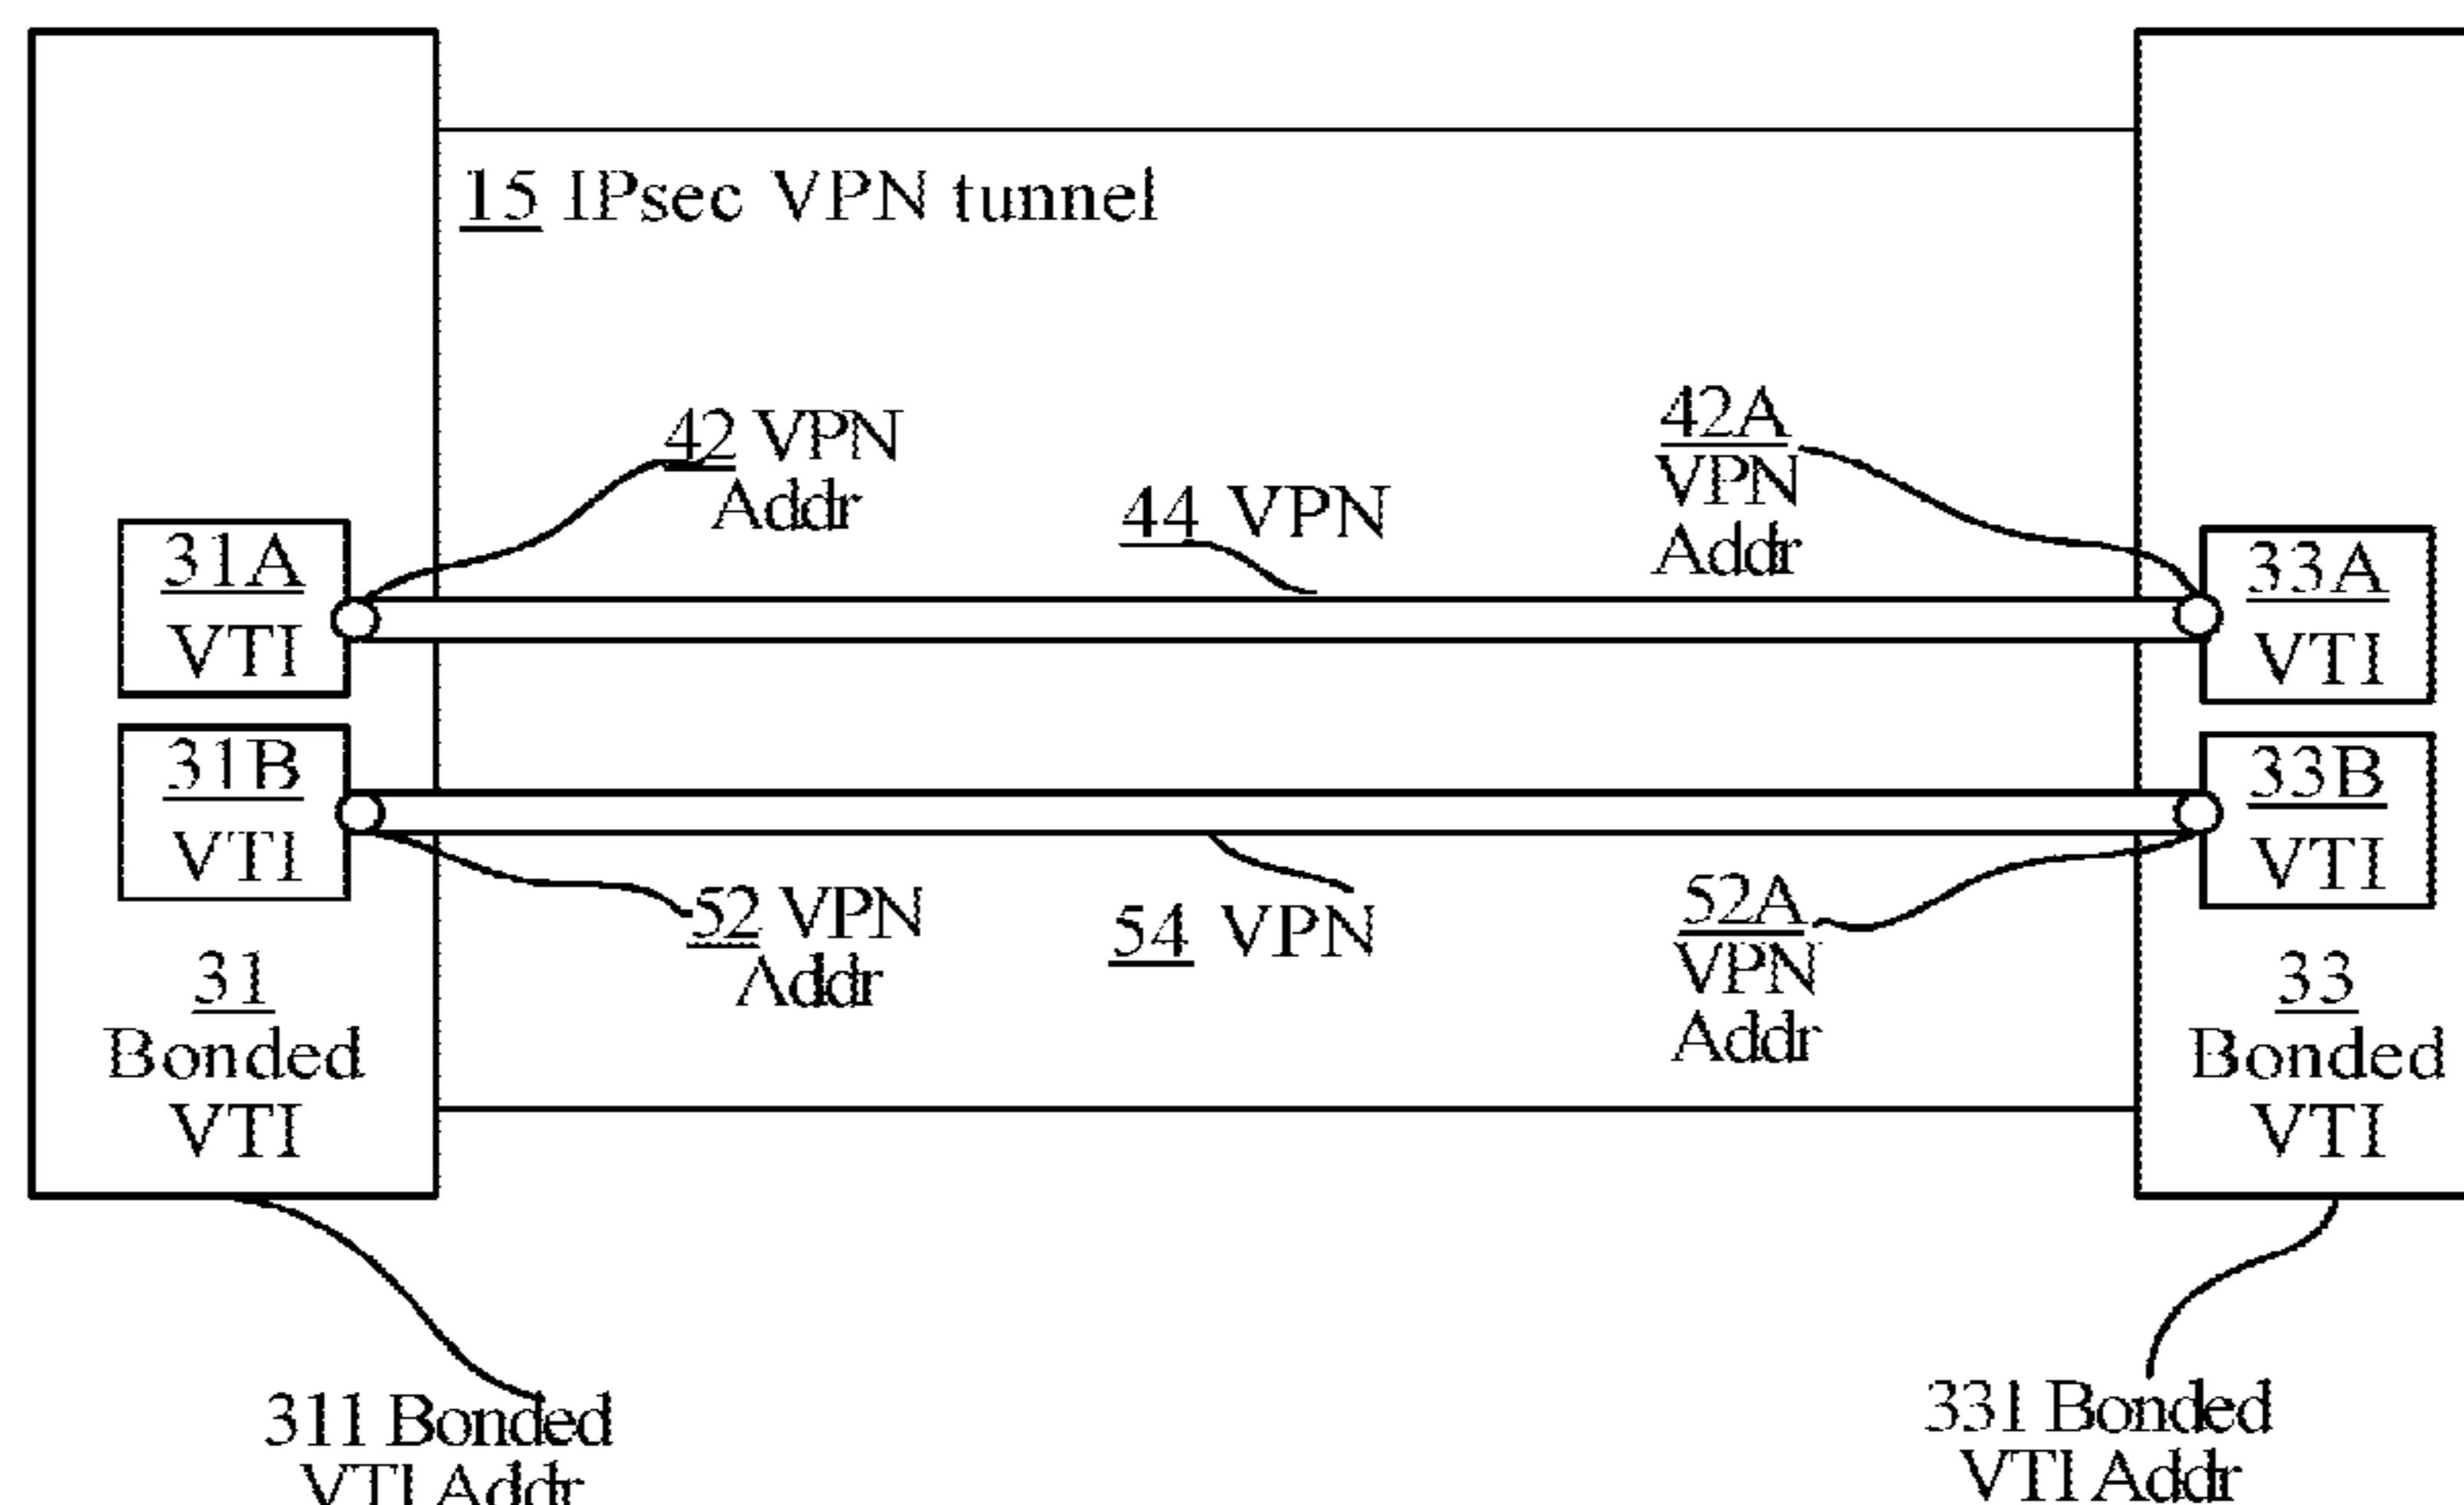 15 IPsec VPN tunnel
42 VPN
Addr
44 VPN
42A
VPN
Addr
31A
VTI
33A
VTI
31B
VTI
33B
VTI
52 VPN
Addr
54 VPN
52A
VPN
Addr
31
Bonded
VTI
33
Bonded
VTI
311 Bonded
VTI Addr
331 Bonded
VTI Addr